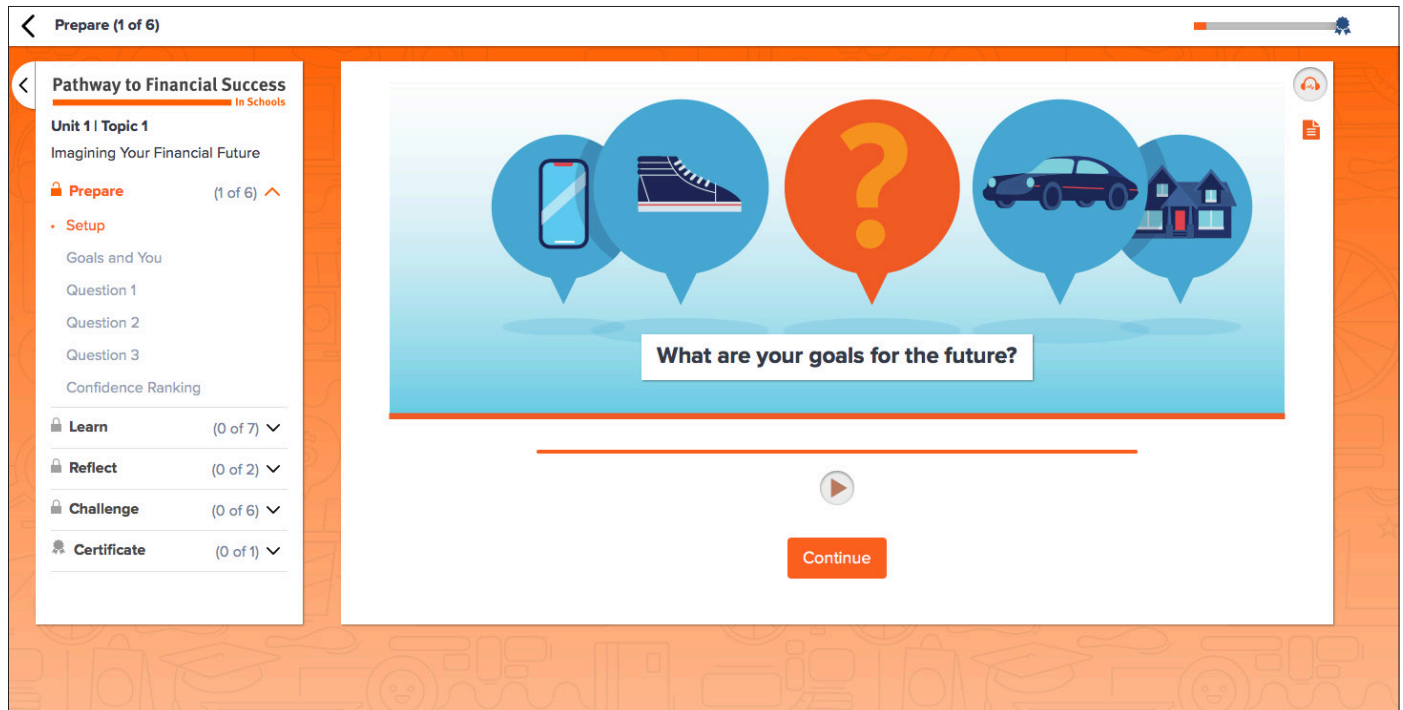 Prepare (1 of 6)
Pathway to Financial Success
In Schools
Unit 1 | Topic 1
Imagining Your Financial Future
Prepare (1 of 6)
• Setup
Goals and You
Question 1
Question 2
Question 3
Confidence Ranking
Learn (0 of 7)
Reflect (0 of 2)
Challenge (0 of 6)
Certificate (0 of 1)
?
What are your goals for the future?
Continue